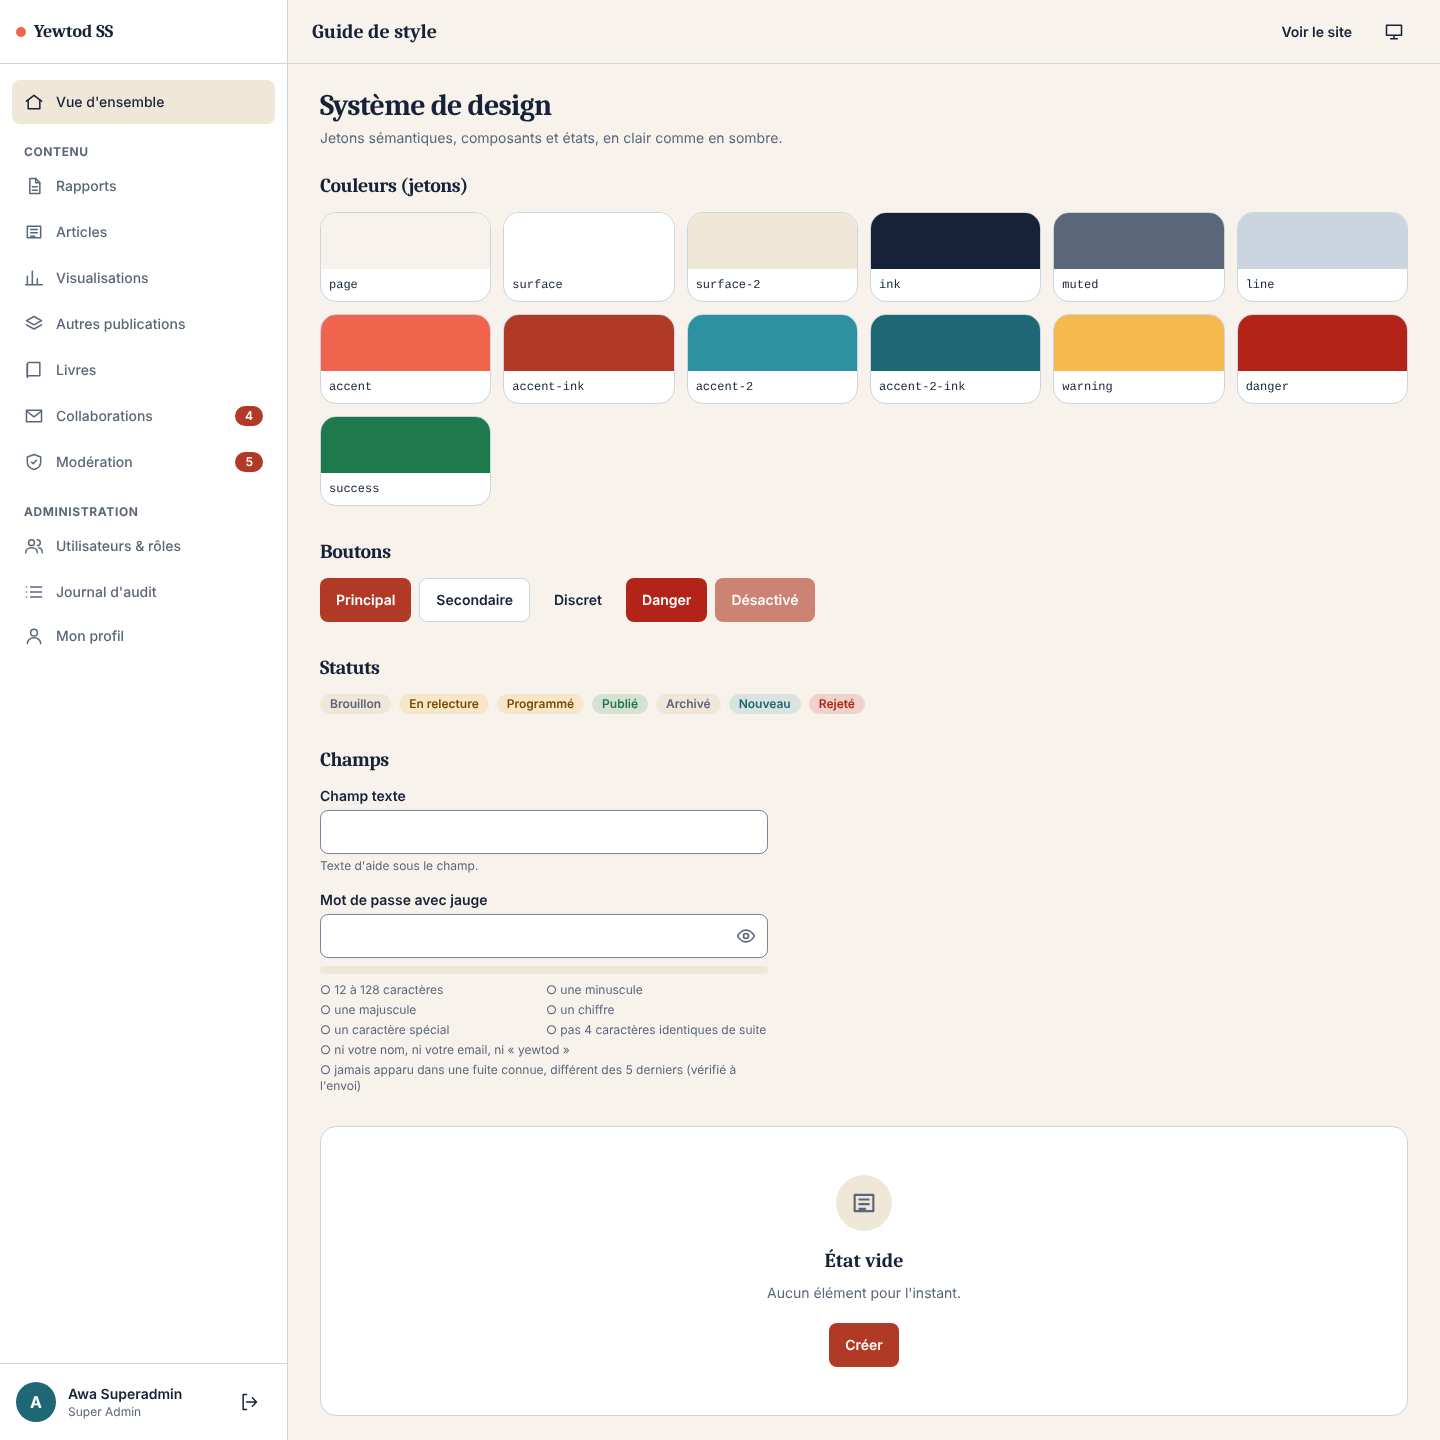 Yewtod SS
Guide de style
Voir le site
Vue d'ensemble
CONTENU
Rapports
Articles
Visualisations
Autres publications
Livres
Collaborations 4
Modération 5
ADMINISTRATION
Utilisateurs & rôles
Journal d'audit
Mon profil
Awa Superadmin
Super Admin
A
Système de design
Jetons sémantiques, composants et états, en clair comme en sombre.
Couleurs (jetons)
page surface surface-2 ink muted line
accent accent-ink accent-2 accent-2-ink warning danger
success
Boutons
Principal Secondaire Discret Danger Désactivé
Statuts
Brouillon En relecture Programmé Publié Archivé Nouveau Rejeté
Champs
Champ texte
Texte d'aide sous le champ.
Mot de passe avec jauge
12 à 128 caractères une minuscule
une majuscule un chiffre
un caractère spécial pas 4 caractères identiques de suite
ni votre nom, ni votre email, ni « yewtod »
jamais apparu dans une fuite connue, différent des 5 derniers (vérifié à
l'envoi)
État vide
Aucun élément pour l'instant.
Créer